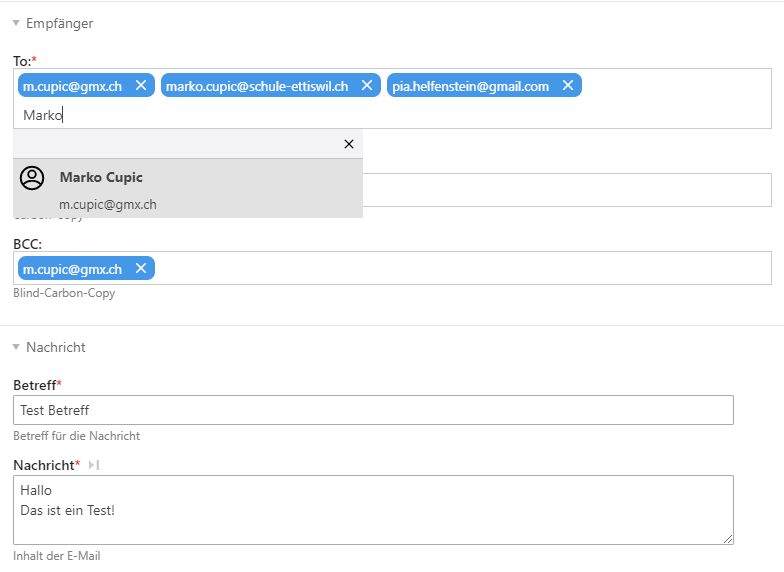 Empfänger
To:*
m.cupic@gmx.ch marko.cupic@schule-ettiswil.ch pia.helfenstein@gmail.com
Marko
Marko Cupic
m.cupic@gmx.ch
Carbon-Copy
BCC:
m.cupic@gmx.ch
Blind-Carbon-Copy
Nachricht
Betreff*
Test Betreff
Betreff für die Nachricht
Nachricht*
Hallo
Das ist ein Test!
Inhalt der E-Mail